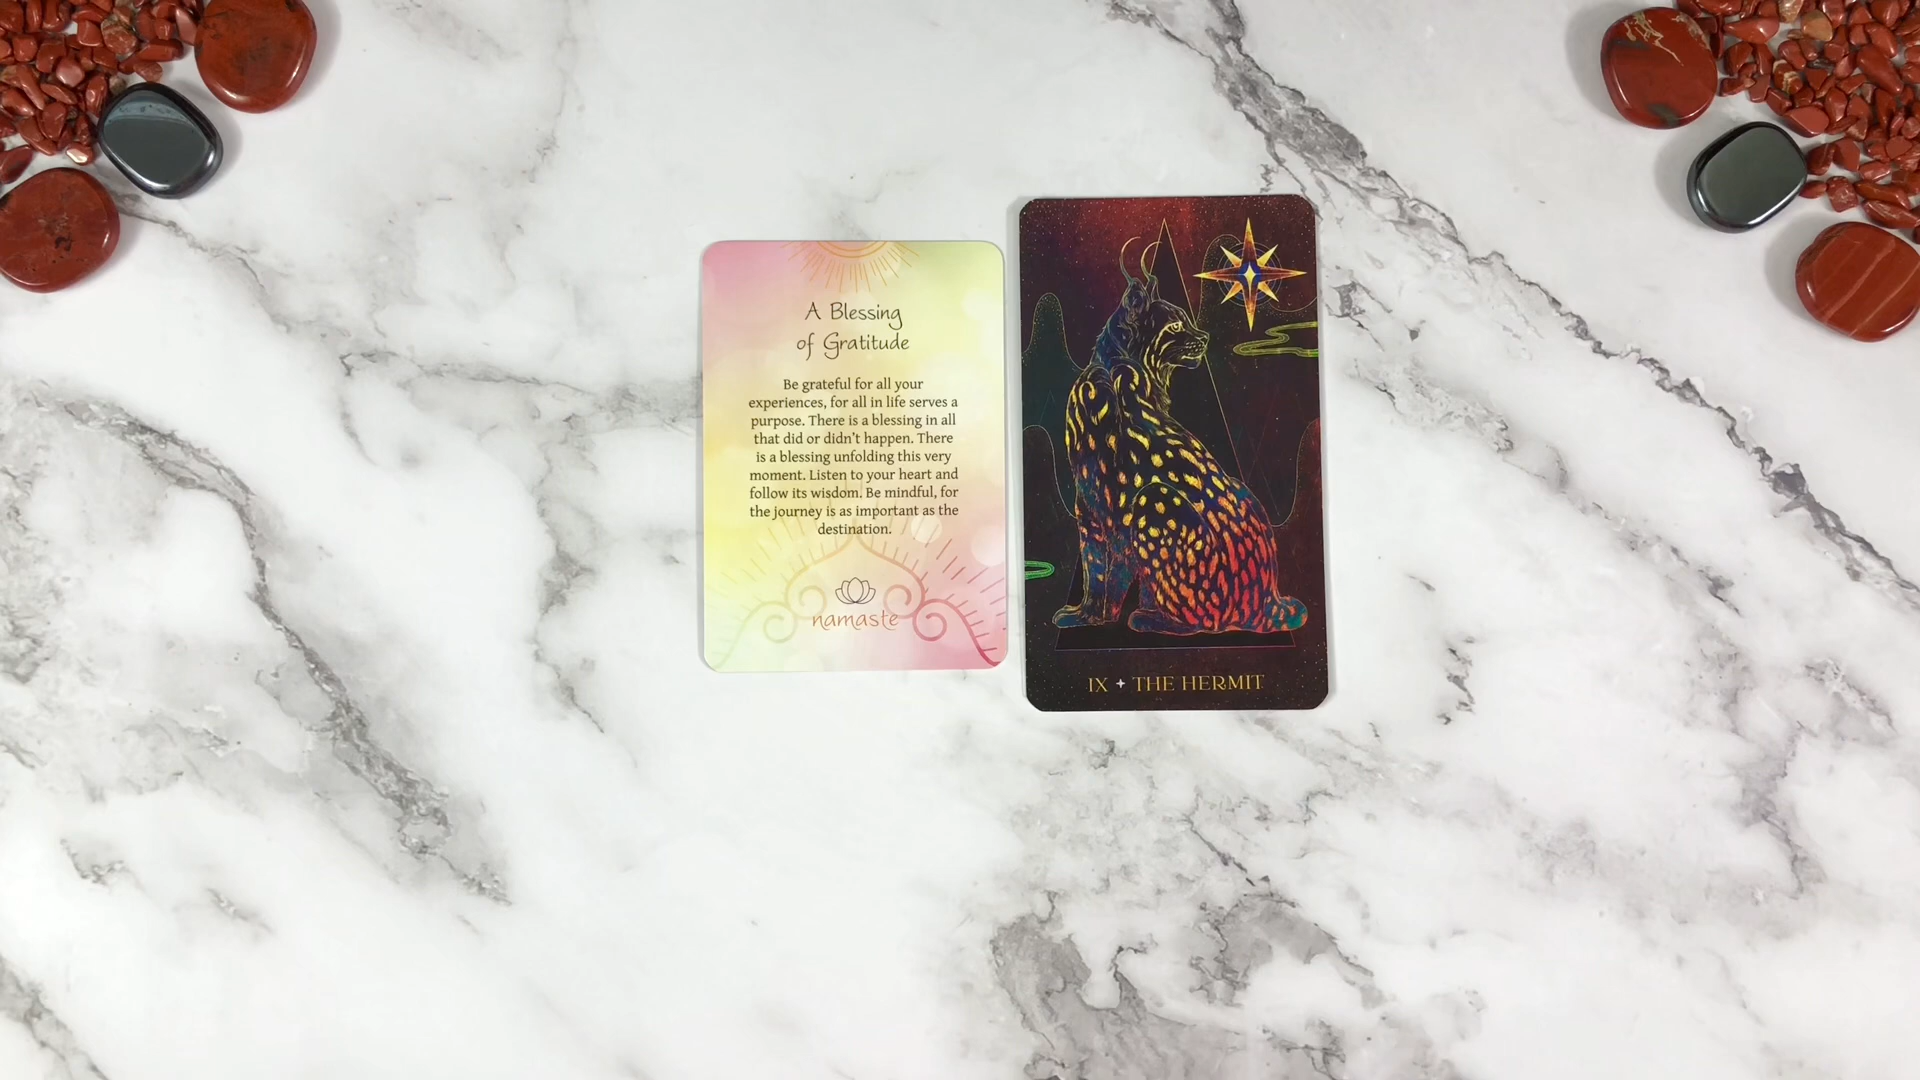 A Blessing
of Gratitude
Be grateful for all your
experiences, for all in life serves a
purpose. There is a blessing in all
that did or didn't happen. There
is a blessing unfolding this very
moment. Listen to your heart and
follow its wisdom. Be mindful, for
the journey is as important as the
destination.
namaste
IX ✦ THE HERMIT